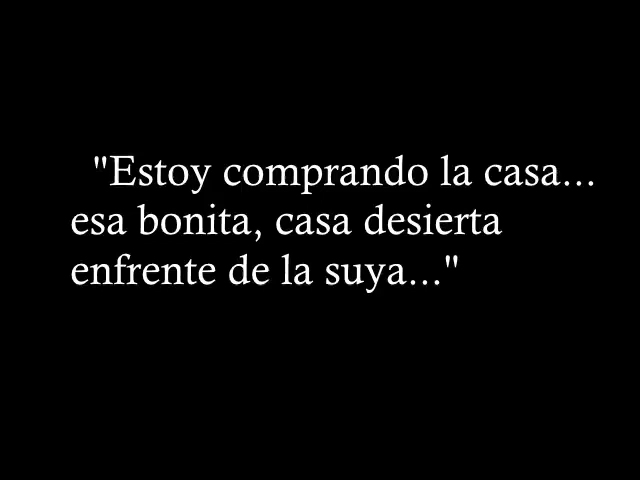 "Estoy comprando la casa...
esa bonita, casa desierta
enfrente de la suya..."